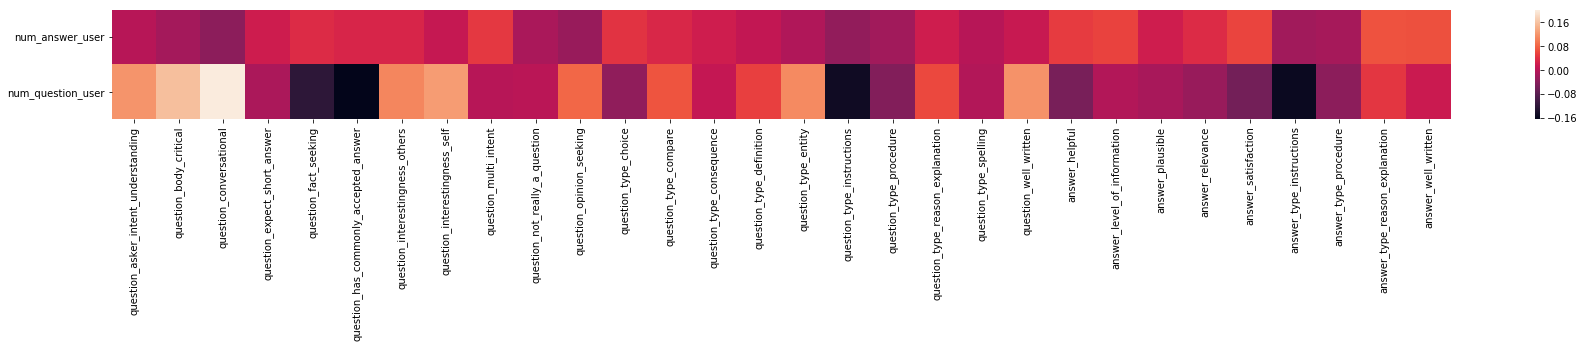 num_answer_user
num_question_user
question_asker_intent_understanding
question_body_critical
question_conversational
question_expect_short_answer
question_fact_seeking
question_has_commonly_accepted_answer
question_interestingness_others
question_interestingness_self
question_multi_intent
question_not_really_a_question
question_opinion_seeking
question_type_choice
question_type_compare
question_type_consequence
question_type_definition
question_type_entity
question_type_instructions
question_type_procedure
question_type_reason_explanation
question_type_spelling
question_well_written
answer_helpful
answer_level_of_information
answer_plausible
answer_relevance
answer_satisfaction
answer_type_instructions
answer_type_procedure
answer_type_reason_explanation
answer_well_written
0.16
0.08
0.00
−0.08
−0.16